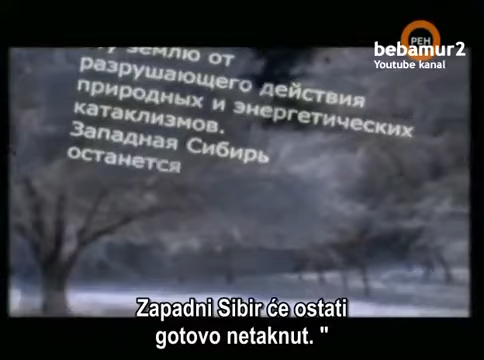 РЕН
bebamur2
Youtube kanal
землю от
разрушающего действия
природных и энергетических
катаклизмов.
Западная Сибирь
останется
Zapadni Sibir će ostati
gotovo netaknut. "